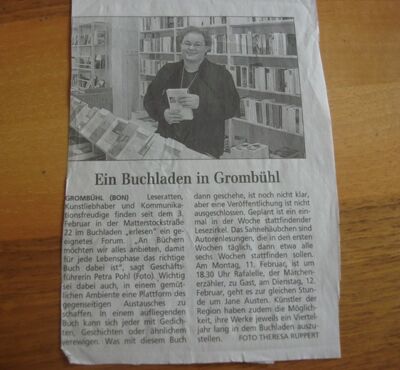 Ein Buchladen in Grombühl
GROMBÜHL (BON) Leseratten,
Kunstliebhaber und Kommunika-
tionsfreudige finden seit dem 3.
Februar in der Matterstockstraße
22 im Buchladen „erlesen" ein ge-
eignetes Forum. „An Büchern
möchten wir alles anbieten, damit
für jede Lebensphase das richtige
Buch dabei ist", sagt Geschäfts-
führerin Petra Pohl (Foto). Wichtig
sei dabei auch, in einem gemüt-
lichen Ambiente eine Plattform des
gegenseitigen Austausches zu
schaffen. In einem aufliegenden
Buch kann sich jeder mit Gedich-
ten, Geschichten oder ähnlichem
verewigen. Was mit diesem Buch
dann geschehe, ist noch nicht klar,
aber eine Veröffentlichung ist nicht
ausgeschlossen. Geplant ist ein ein-
mal in der Woche stattfindender
Lesezirkel. Das Sahnehäubchen sind
Autorenlesungen, die in den ersten
Wochen täglich, dann etwa alle
sechs Wochen stattfinden sollen.
Am Montag, 11. Februar, ist um
18.30 Uhr Rafalelle, der Märchen-
erzähler, zu Gast, am Dienstag, 12.
Februar, geht es zur gleichen Stunde
um Jane Austen. Künstler der
Region haben zudem die Möglich-
keit, ihre Werke jeweils ein Viertel-
jahr lang in dem Buchladen auszu-
stellen. FOTO THERESA RUPPERT